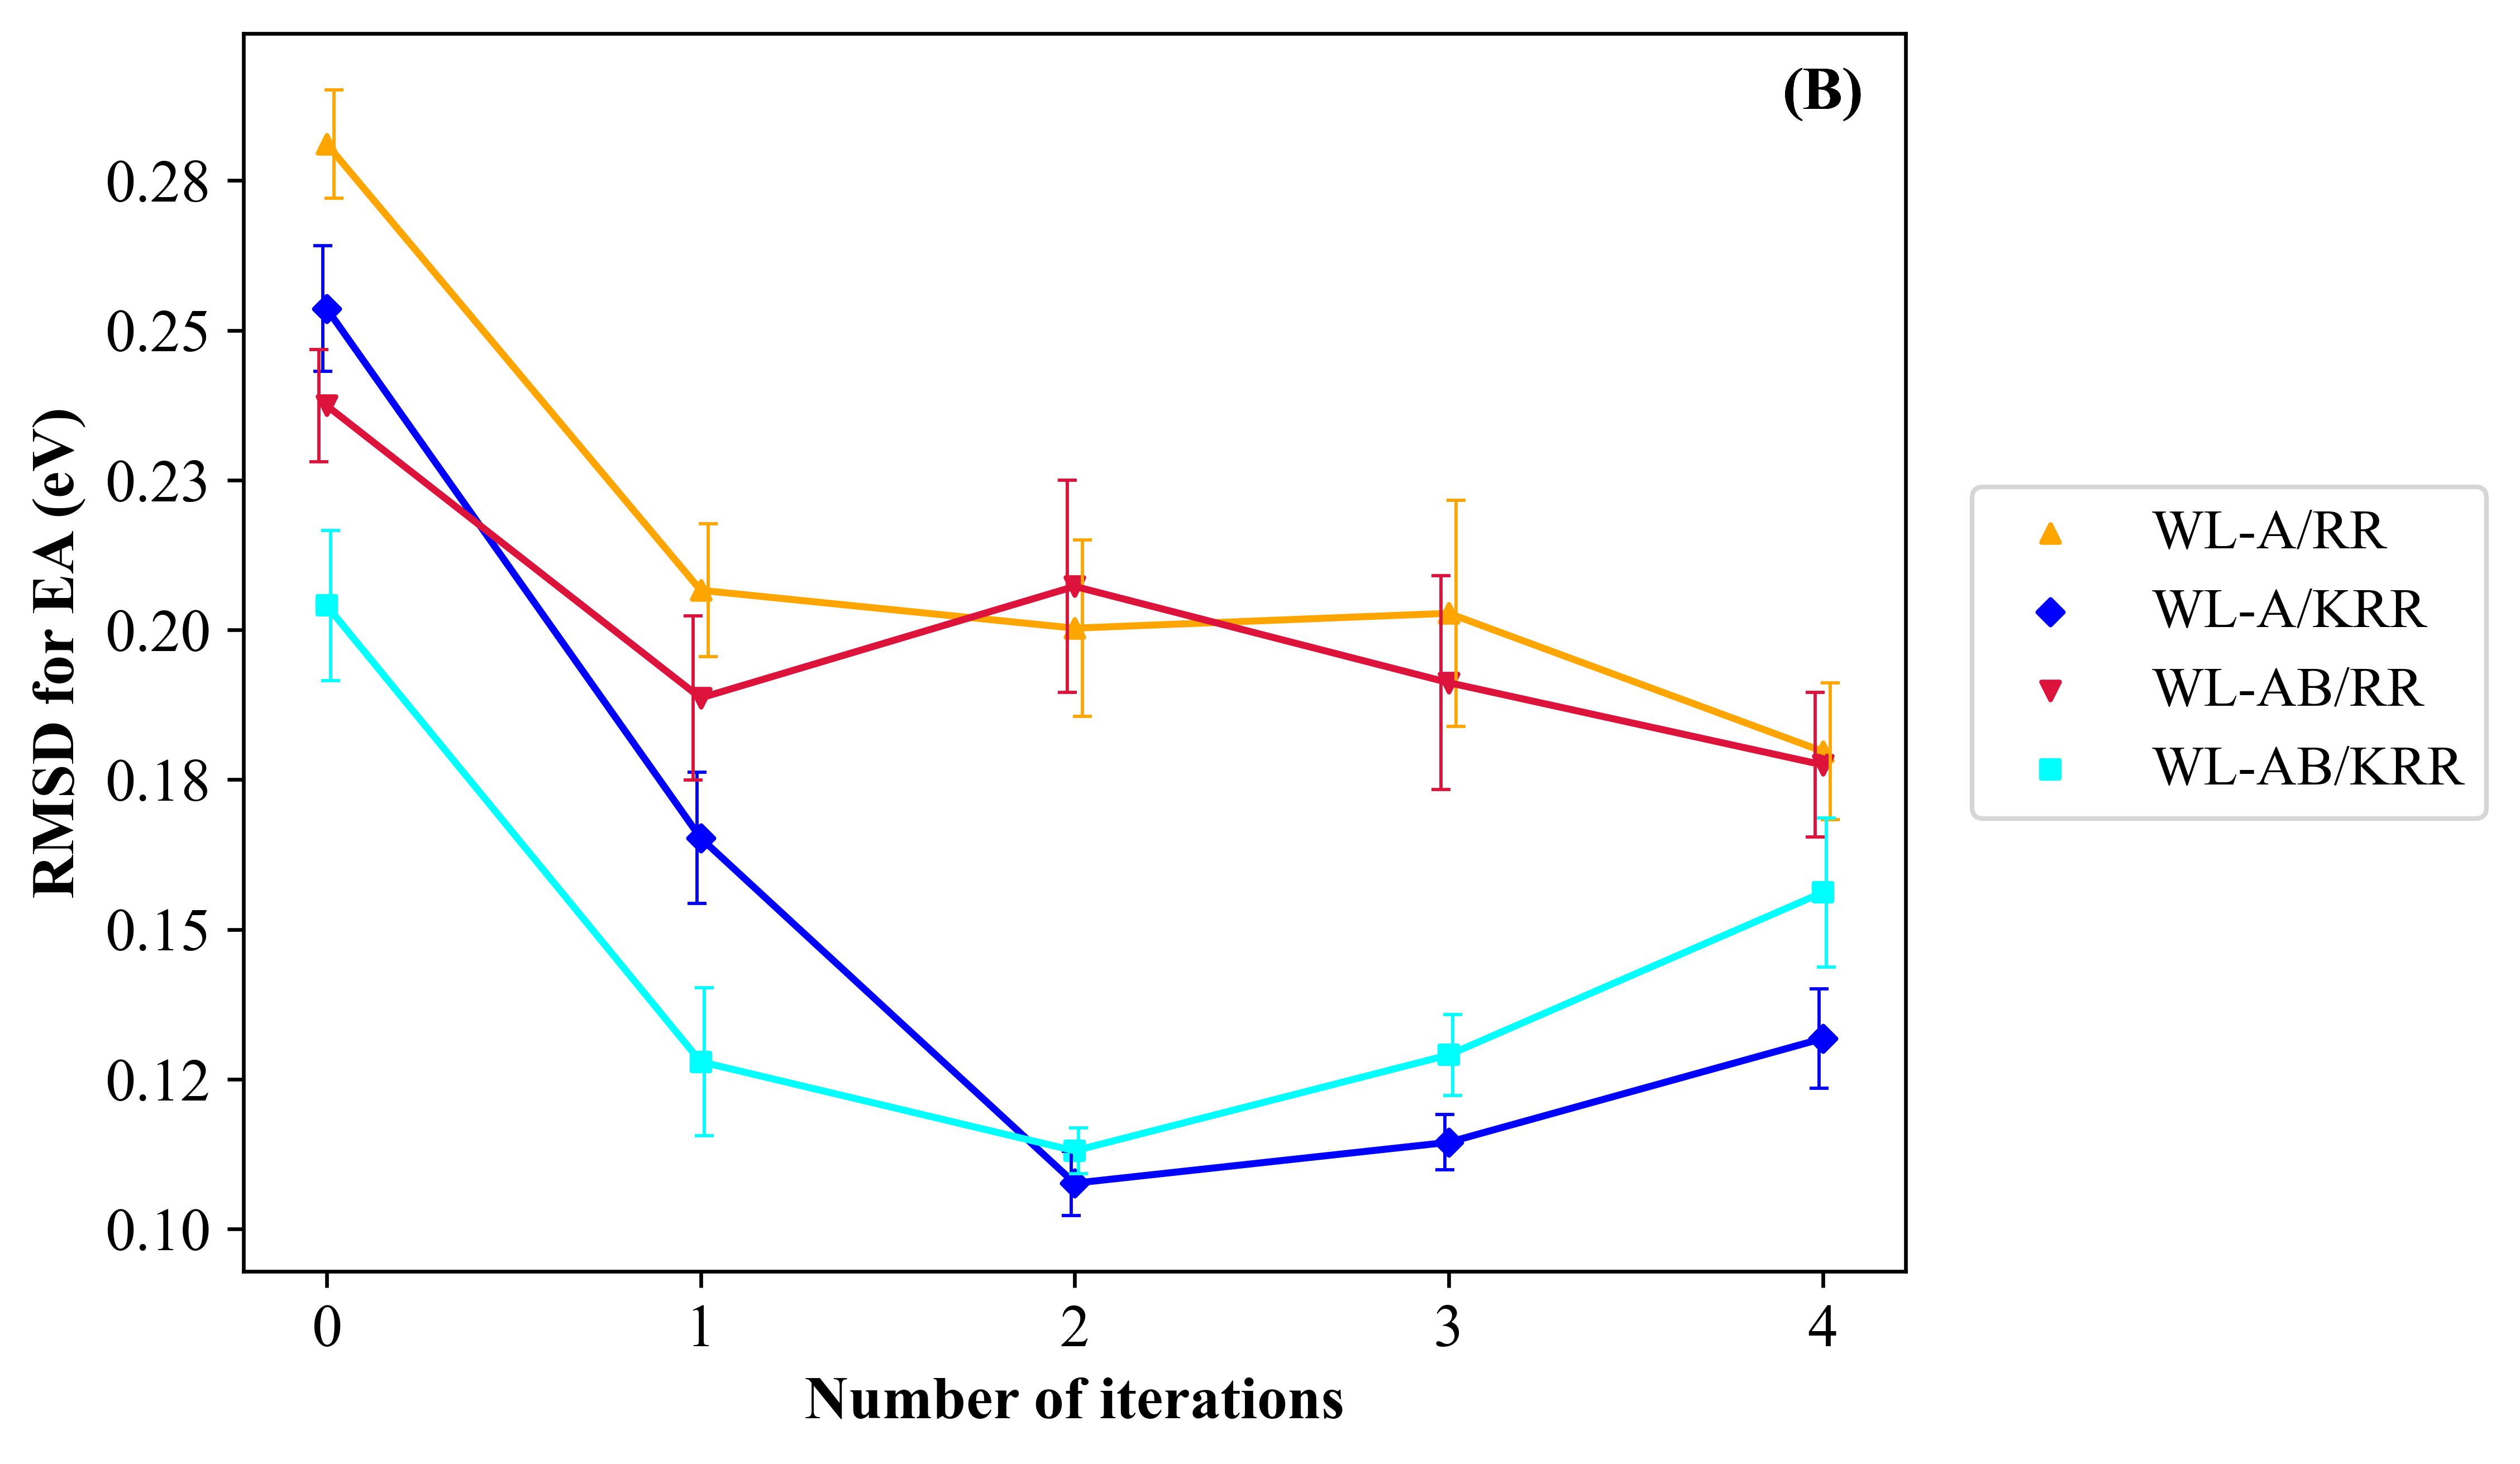 (B)
RMSD for EA (eV)
0.28
0.25
0.23
0.20
0.18
0.15
0.12
0.10
0 1 2 3 4
Number of iterations
WL-A/RR
WL-A/KRR
WL-AB/RR
WL-AB/KRR